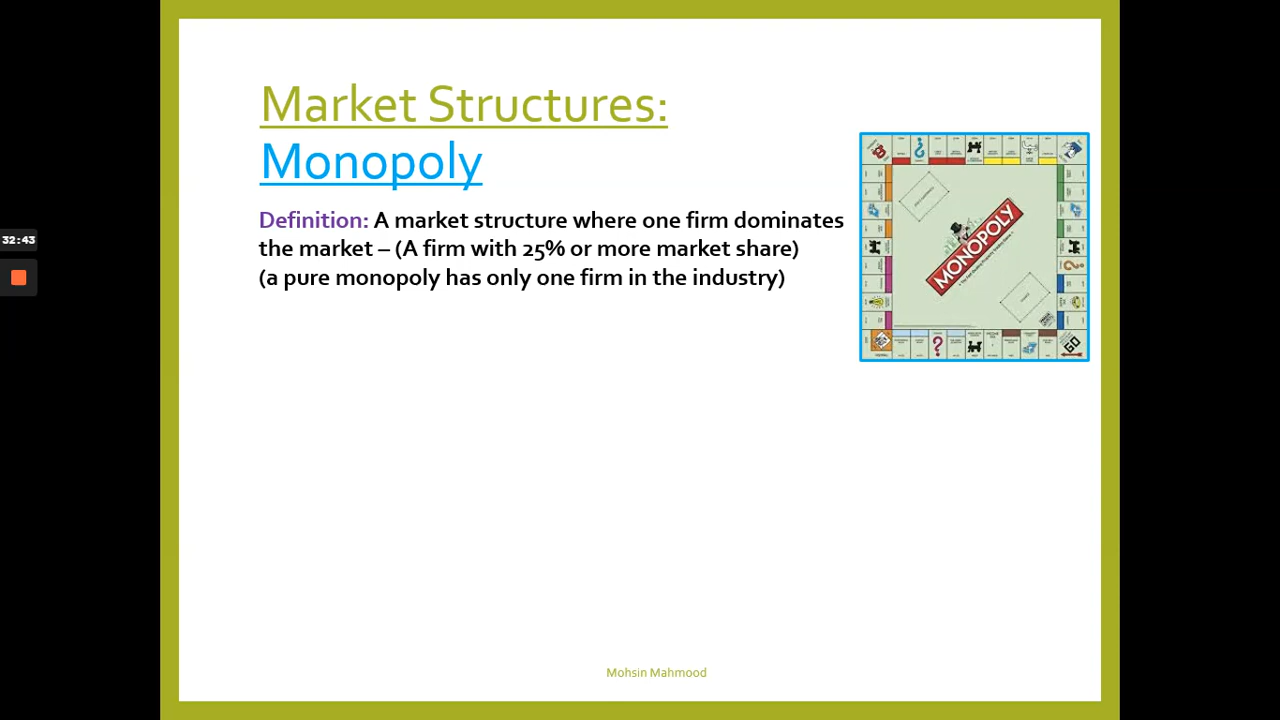 Market Structures:
Monopoly
Definition: A market structure where one firm dominates
the market – (A firm with 25% or more market share)
(a pure monopoly has only one firm in the industry)
32:43
MONOPOLY
GO
Mohsin Mahmood